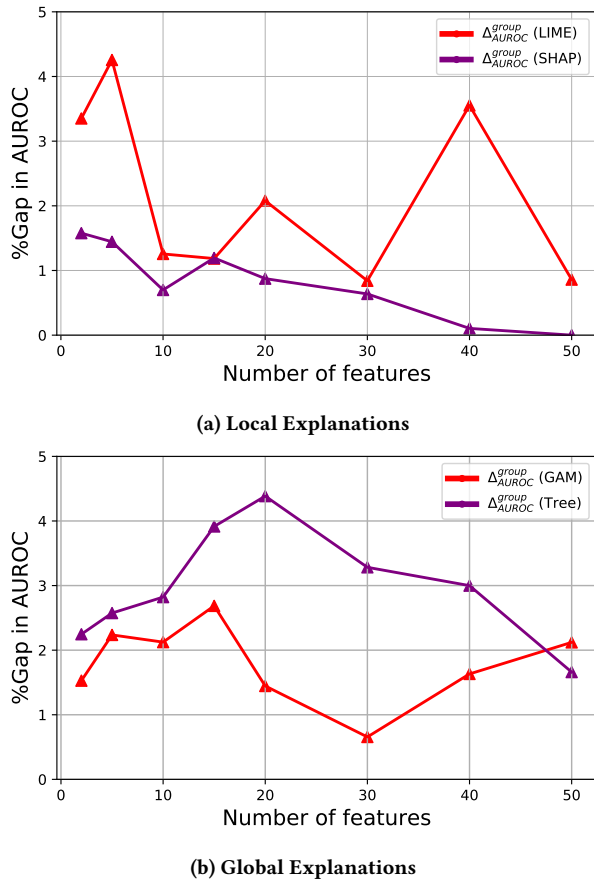 5
4
3
2
1
0
%Gap in AUROC
Δ^{group}_{AUROC} (LIME)
Δ^{group}_{AUROC} (SHAP)
0 10 20 30 40 50
Number of features
(a) Local Explanations
5
4
3
2
1
0
%Gap in AUROC
Δ^{group}_{AUROC} (GAM)
Δ^{group}_{AUROC} (Tree)
0 10 20 30 40 50
Number of features
(b) Global Explanations